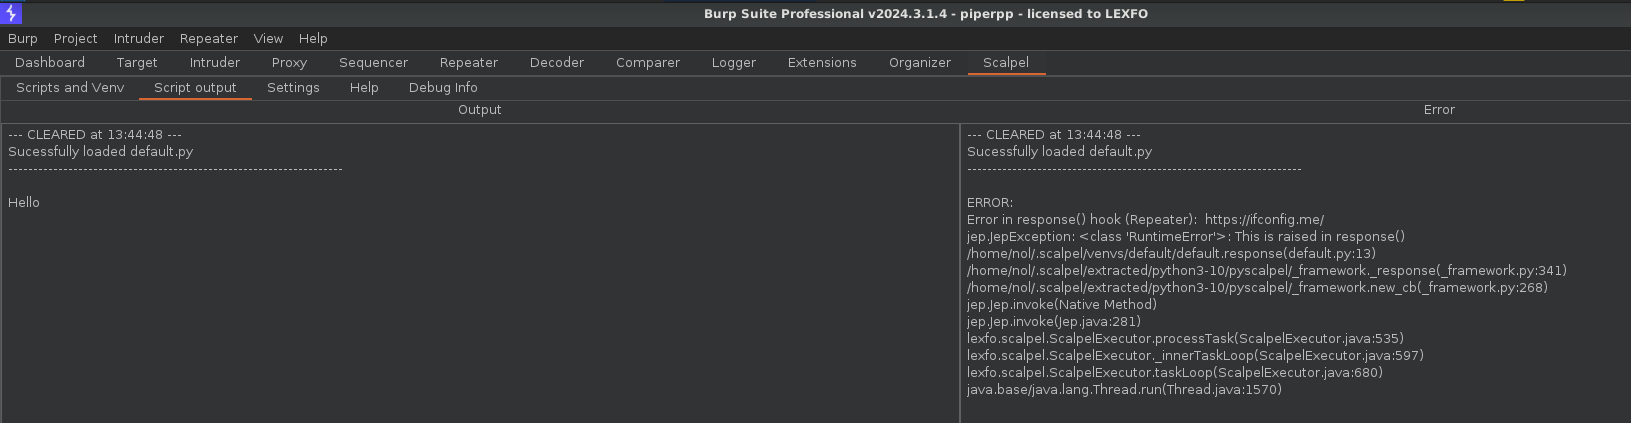 Burp Suite Professional v2024.3.1.4 - piperpp - licensed to LEXFO
Burp Project Intruder Repeater View Help
Dashboard Target Intruder Proxy Sequencer Repeater Decoder Comparer Logger Extensions Organizer Scalpel
Scripts and Venv Script output Settings Help Debug Info
Output
--- CLEARED at 13:44:48 ---
Sucessfully loaded default.py
-------------------------------------------------------------------
Hello
Error
--- CLEARED at 13:44:48 ---
Sucessfully loaded default.py
-------------------------------------------------------------------
ERROR:
Error in response() hook (Repeater):  https://ifconfig.me/
jep.JepException: <class 'RuntimeError'>: This is raised in response()
/home/nol/.scalpel/venvs/default/default.response(default.py:13)
/home/nol/.scalpel/extracted/python3-10/pyscalpel/_framework._response(_framework.py:341)
/home/nol/.scalpel/extracted/python3-10/pyscalpel/_framework.new_cb(_framework.py:268)
jep.Jep.invoke(Native Method)
jep.Jep.invoke(Jep.java:281)
lexfo.scalpel.ScalpelExecutor.processTask(ScalpelExecutor.java:535)
lexfo.scalpel.ScalpelExecutor._innerTaskLoop(ScalpelExecutor.java:597)
lexfo.scalpel.ScalpelExecutor.taskLoop(ScalpelExecutor.java:680)
java.base/java.lang.Thread.run(Thread.java:1570)